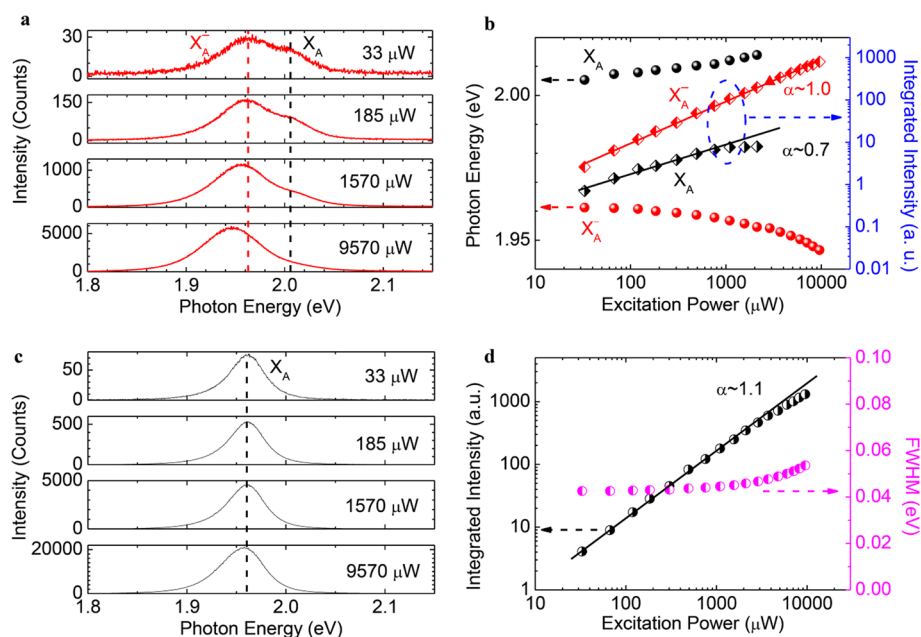 a
X_A^-
X_A
30
0
33 μW
150
0
185 μW
1000
0
1570 μW
5000
0
9570 μW
Intensity (Counts)
1.8 1.9 2.0 2.1
Photon Energy (eV)
b
X_A
X_A^-
α~1.0
α~0.7
X_A
X_A^-
2.00
1.95
Photon Energy (eV)
1000
100
10
1
0.1
0.01
Integrated Intensity (a. u.)
10 100 1000 10000
Excitation Power (μW)
c
X_A
50
0
33 μW
500
0
185 μW
5000
0
1570 μW
20000
0
9570 μW
Intensity (Counts)
1.8 1.9 2.0 2.1
Photon Energy (eV)
d
α~1.1
1000
100
10
1
Integrated Intensity (a.u.)
0.10
0.08
0.06
0.04
0.02
0.00
FWHM (eV)
10 100 1000 10000
Excitation Power (μW)